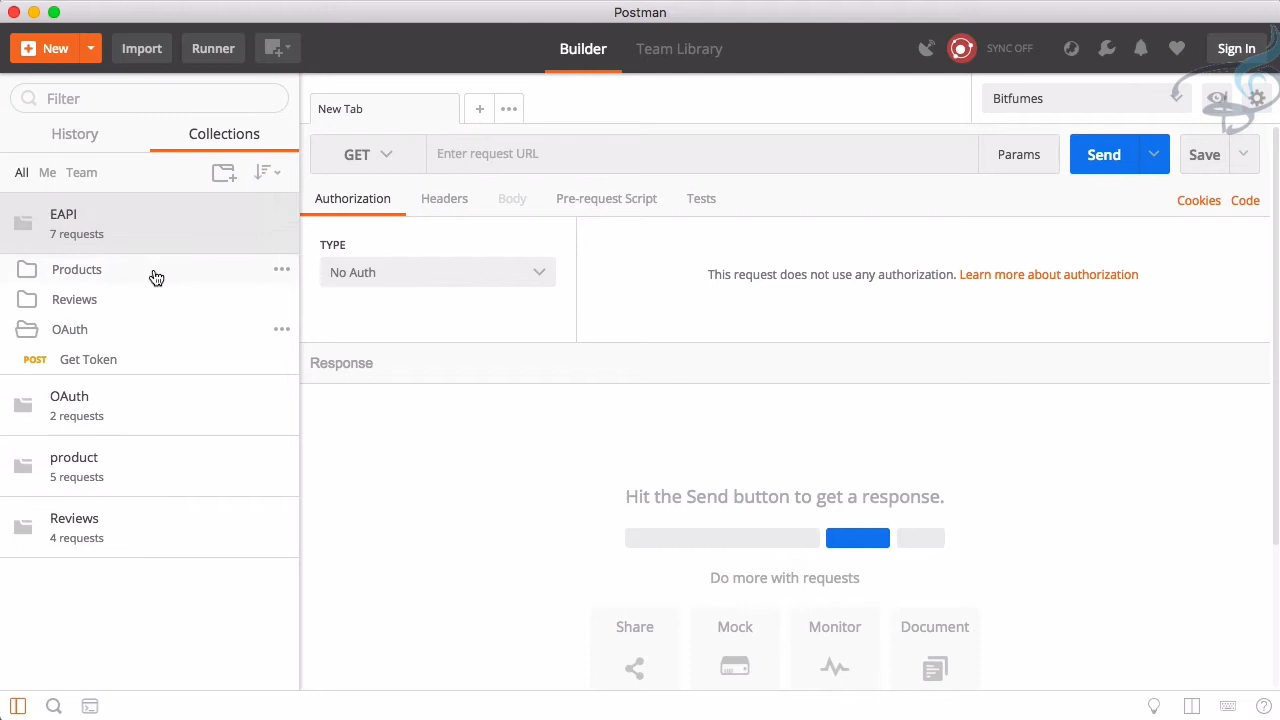 Postman
New
Import
Runner
Builder
Team Library
SYNC OFF
Sign In
Filter
History
Collections
All
Me
Team
EAPI
7 requests
Products
Reviews
OAuth
POST
Get Token
OAuth
2 requests
product
5 requests
Reviews
4 requests
New Tab
Bitfumes
GET
Enter request URL
Params
Send
Save
Authorization
Headers
Body
Pre-request Script
Tests
Cookies
Code
TYPE
No Auth
This request does not use any authorization. Learn more about authorization
Response
Hit the Send button to get a response.
Do more with requests
Share
Mock
Monitor
Document